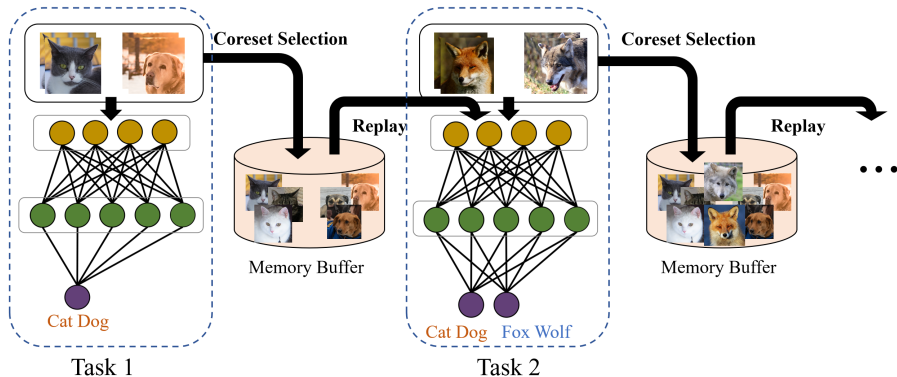 Coreset Selection
Coreset Selection
Replay
Replay
Memory Buffer
Memory Buffer
Cat Dog
Cat Dog Fox Wolf
Task 1
Task 2